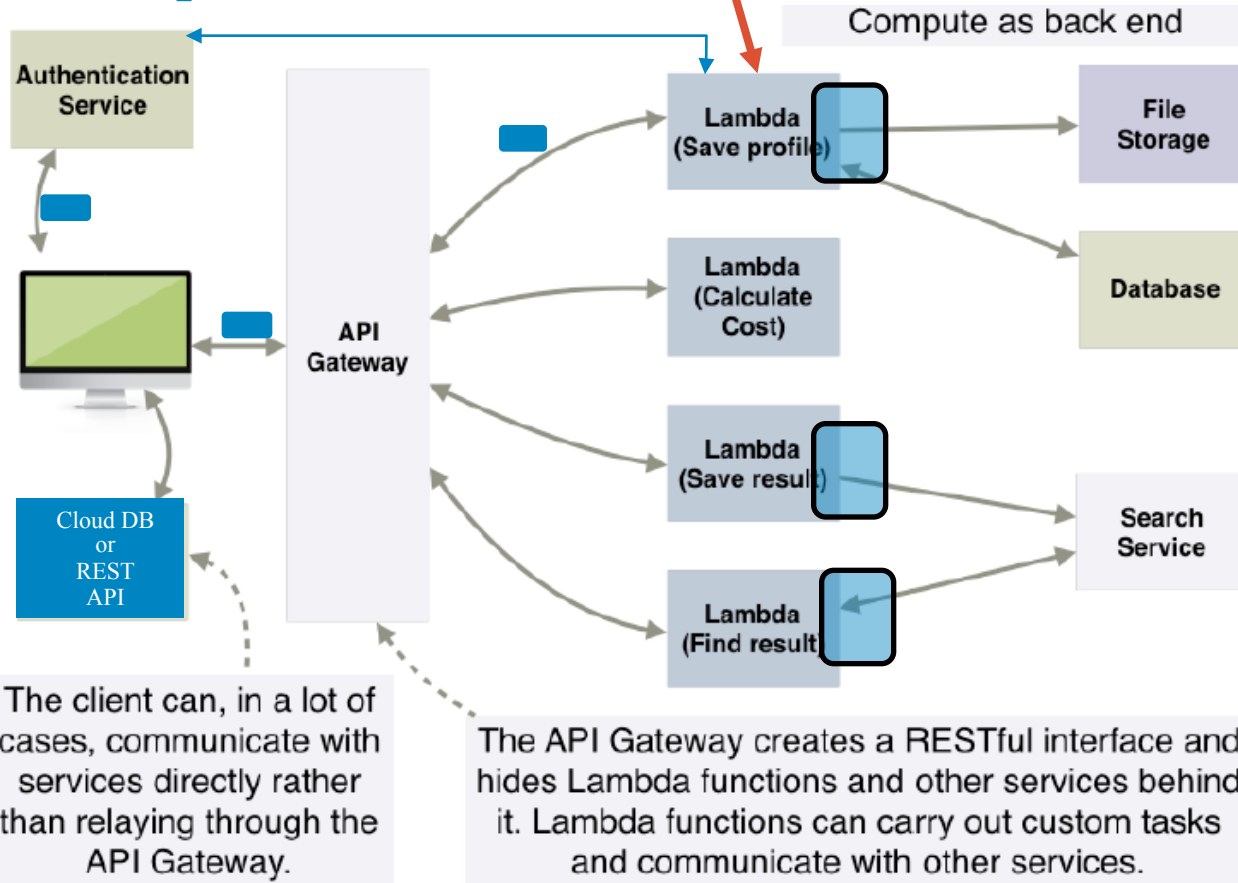 Compute as back end
Authentication
Service
Lambda
(Save profile)
File
Storage
Lambda
(Calculate
Cost)
Database
API
Gateway
Lambda
(Save result)
Search
Service
Cloud DB
or
REST
API
Lambda
(Find result)
The client can, in a lot of
cases, communicate with
services directly rather
than relaying through the
API Gateway.
The API Gateway creates a RESTful interface and
hides Lambda functions and other services behind
it. Lambda functions can carry out custom tasks
and communicate with other services.